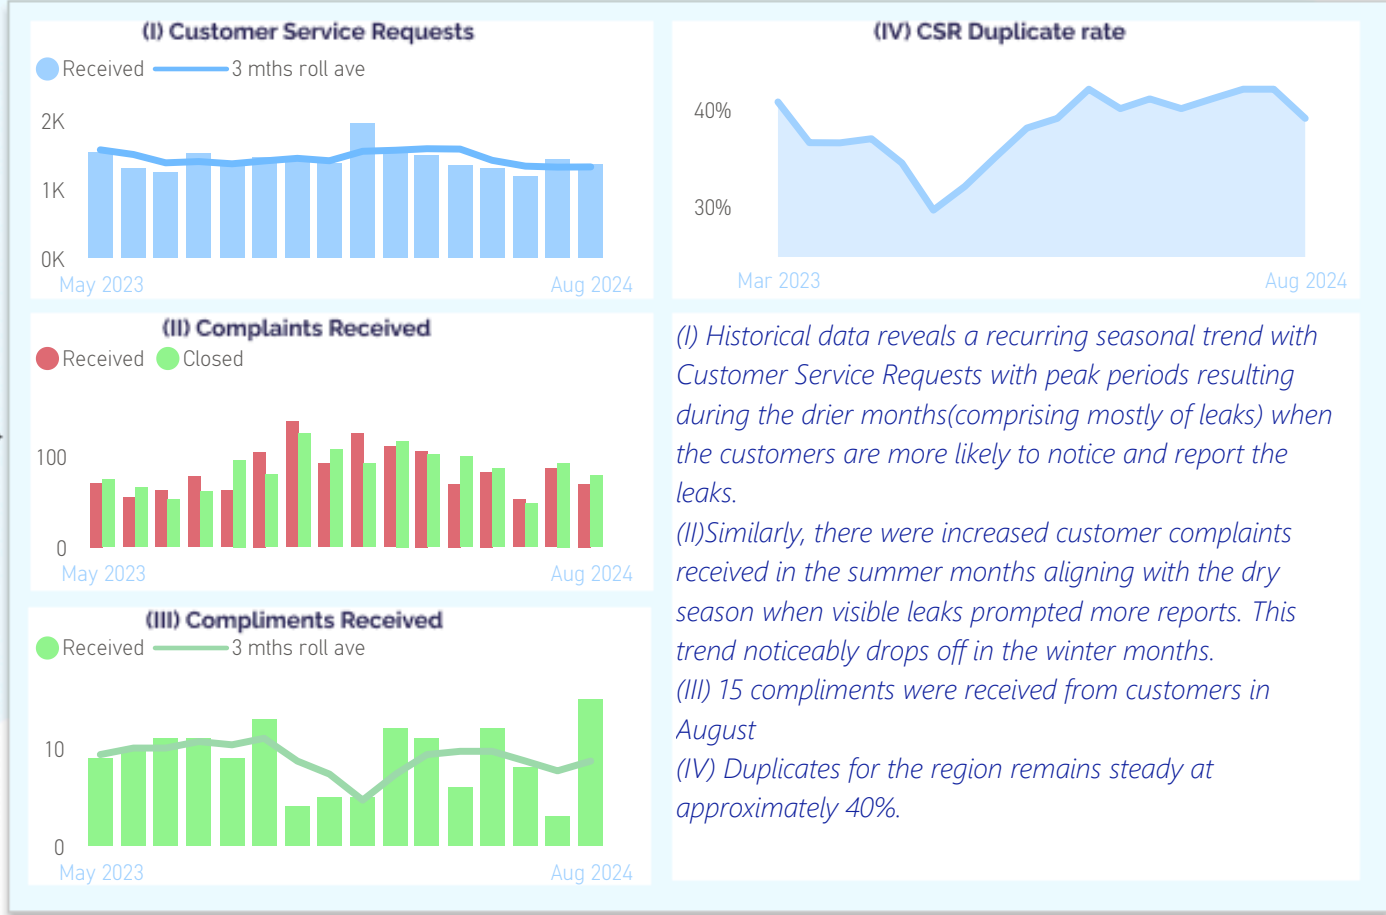 (I) Customer Service Requests
Received
3 mths roll ave
2K
1K
0K
May 2023
Aug 2024
(II) Complaints Received
Received
Closed
100
0
May 2023
Aug 2024
(III) Compliments Received
Received
3 mths roll ave
10
0
May 2023
Aug 2024
(IV) CSR Duplicate rate
40%
30%
Mar 2023
Aug 2024
(I) Historical data reveals a recurring seasonal trend with
Customer Service Requests with peak periods resulting
during the drier months(comprising mostly of leaks) when
the customers are more likely to notice and report the
leaks.
(II)Similarly, there were increased customer complaints
received in the summer months aligning with the dry
season when visible leaks prompted more reports. This
trend noticeably drops off in the winter months.
(III) 15 compliments were received from customers in
August
(IV) Duplicates for the region remains steady at
approximately 40%.